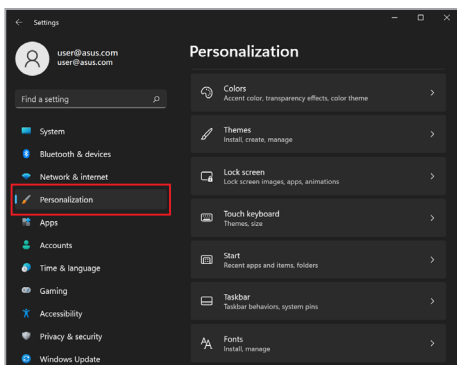 Settings
user@asus.com
user@asus.com
Find a setting
System
Bluetooth & devices
Network & internet
Personalization
Apps
Accounts
Time & language
Gaming
Accessibility
Privacy & security
Windows Update
Personalization
Colors
Accent color, transparency effects, color theme
Themes
Install, create, manage
Lock screen
Lock screen images, apps, animations
Touch keyboard
Themes, size
Start
Recent apps and items, folders
Taskbar
Taskbar behaviors, system pins
Fonts
Install, manage